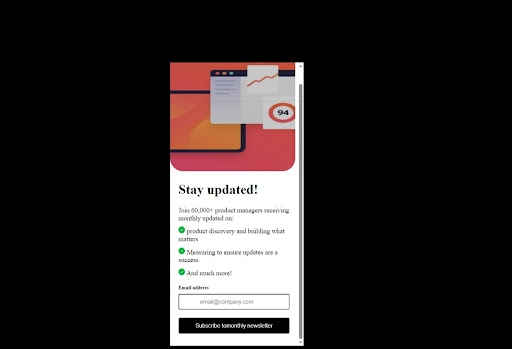 94
Stay updated!
Join 60,000+ product managers receiving
monthly updated on:
product discovery and building what
matters
Measuring to ensure updates are a
success
And much more!
Email address
email@company.com
Subscribe tomonthly newsletter